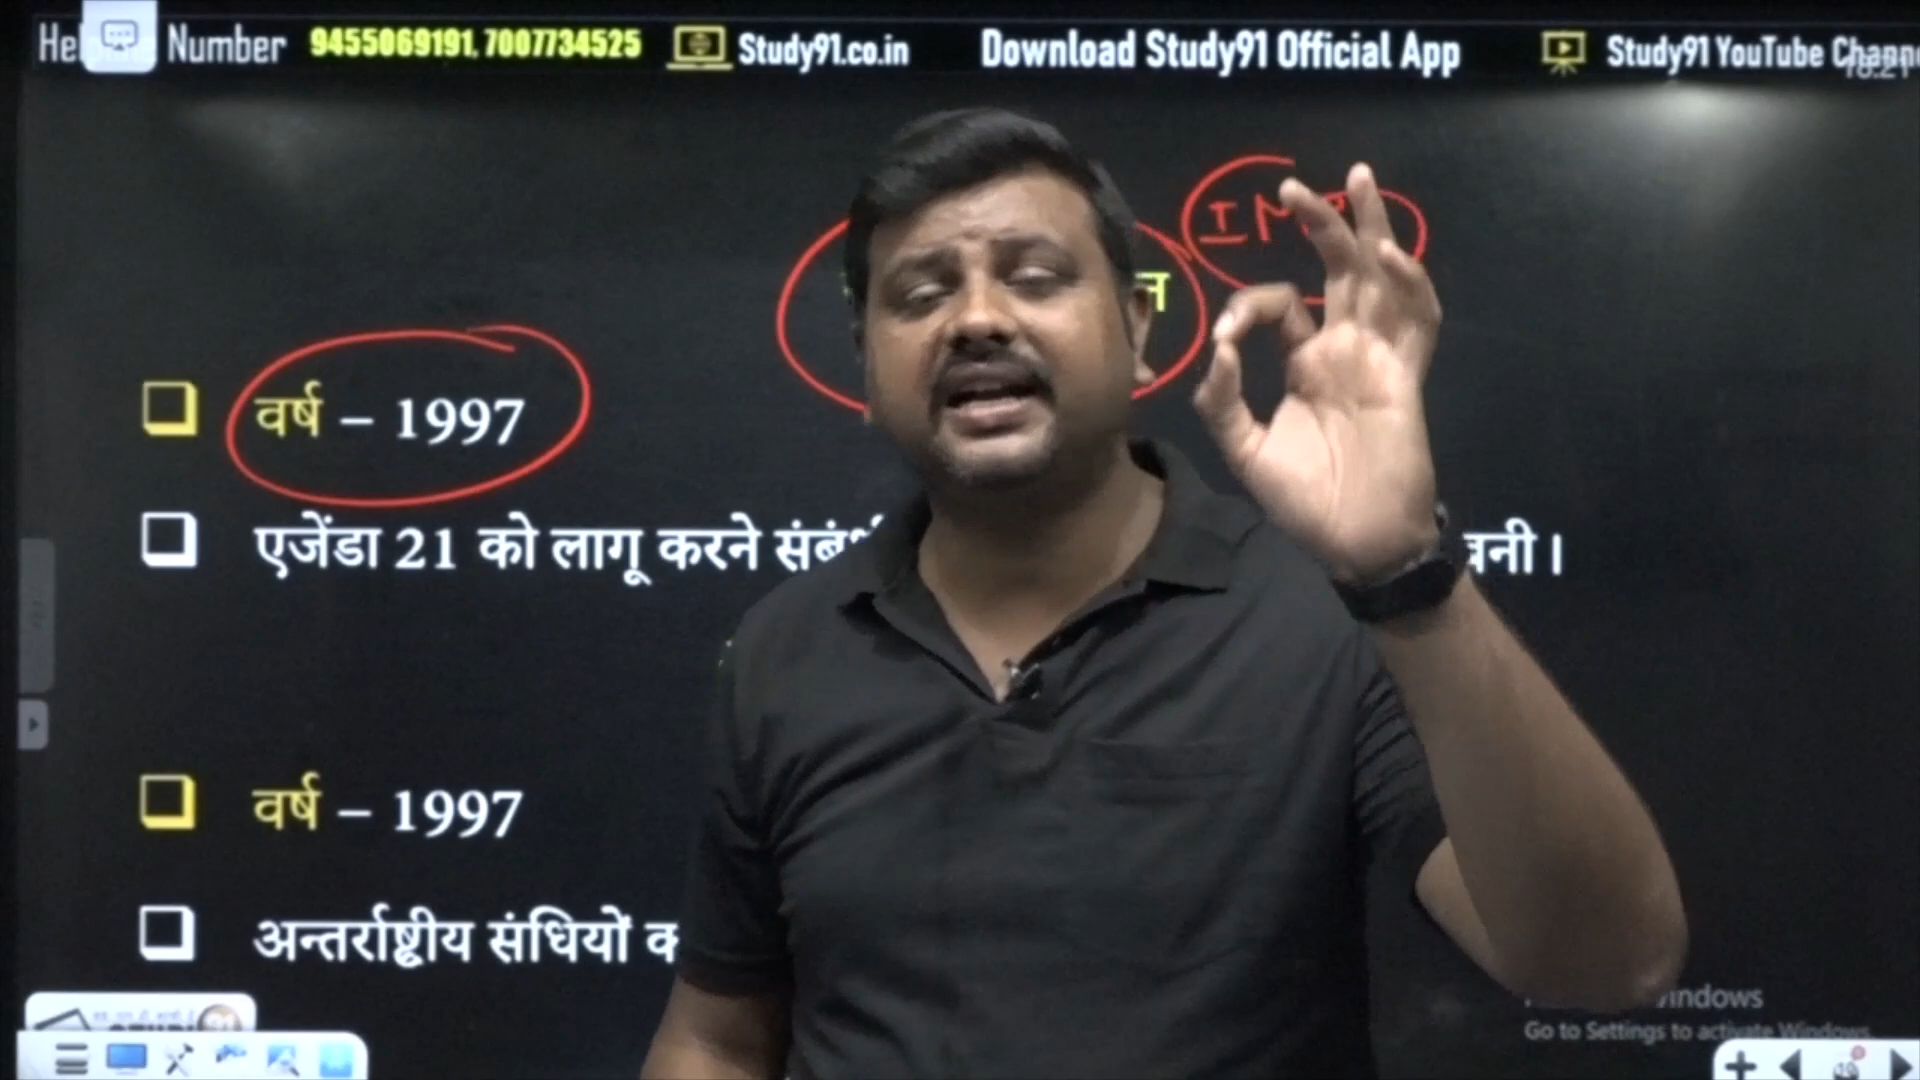 Number 9455069191, 7007734525 Study91.co.in Download Study91 Official App Study91 YouTube
वर्ष – 1997
एजेंडा 21 को लागू करने
वर्ष – 1997
अन्तर्राष्ट्रीय संधियों
Go to Settings to activate Windows.